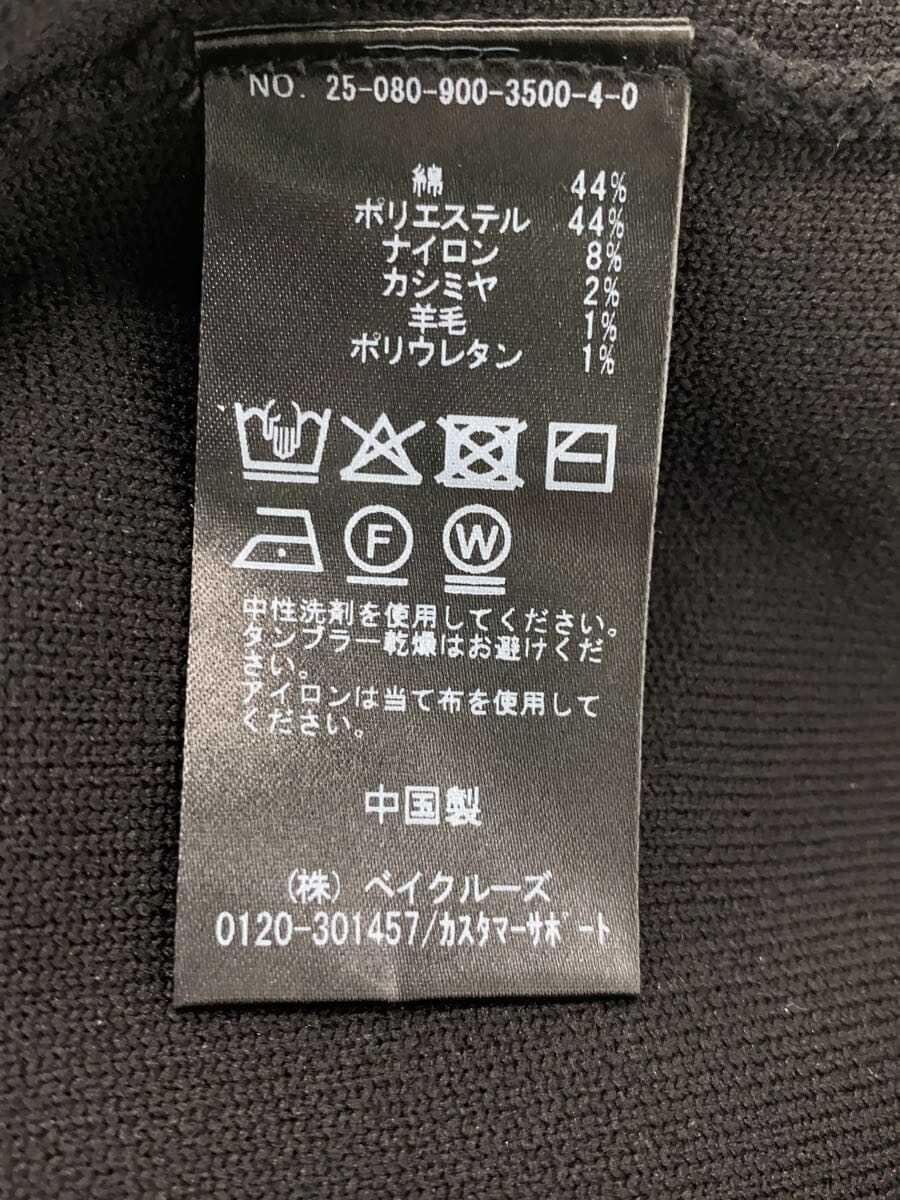 NO. 25-080-900-3500-4-0
綿 44%
ポリエステル 44%
ナイロン 8%
カシミヤ 2%
羊毛 1%
ポリウレタン 1%
F W
中性洗剤を使用してください。
タンブラー乾燥はお避けくだ
さい。
アイロンは当て布を使用して
ください。
中国製
(株) ベイクルーズ
0120-301457/カスタマーサポート